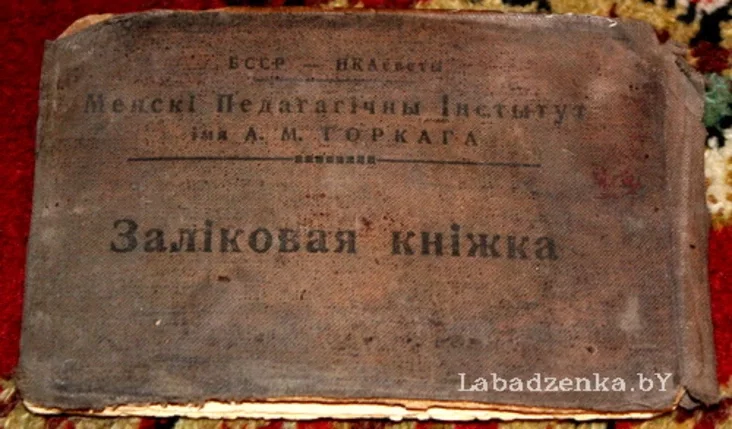 БССР — НКАсветы
Менскі Педагагічны Інстытут
імя А. М. ГОРКАГА
Заліковая кніжка
Labadzenka.bY